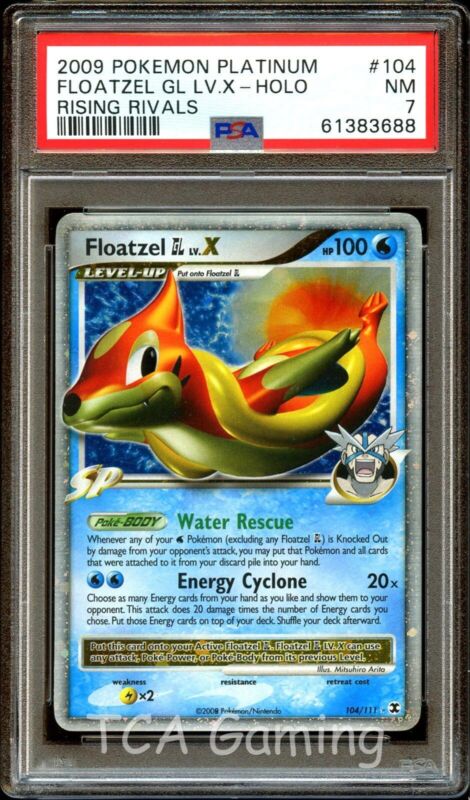 2009 POKEMON PLATINUM #104
FLOATZEL GL LV.X - HOLO NM
RISING RIVALS 7
PSA
61383688
Floatzel GL LV.X HP 100
LEVEL-UP Put onto Floatzel GL
SP
Poké-BODY Water Rescue
Whenever any of your Pokémon (excluding any Floatzel GL) is Knocked Out
by damage from your opponent's attack, you may put that Pokémon and all cards
that were attached to it from your discard pile into your hand.
Energy Cyclone 20x
Choose as many Energy cards from your hand as you like and show them to your
opponent. This attack does 20 damage times the number of Energy cards you
chose. Put those Energy cards on top of your deck. Shuffle your deck afterward.
Put this card onto your Active Floatzel GL. Floatzel GL LV.X can use
any attack, Poké-Power, or Poké-Body from its previous Level.
Illus. Mitsuhiro Arita
weakness resistance retreat cost
×2
©2009 Pokémon/Nintendo 104/111
TCA Gaming